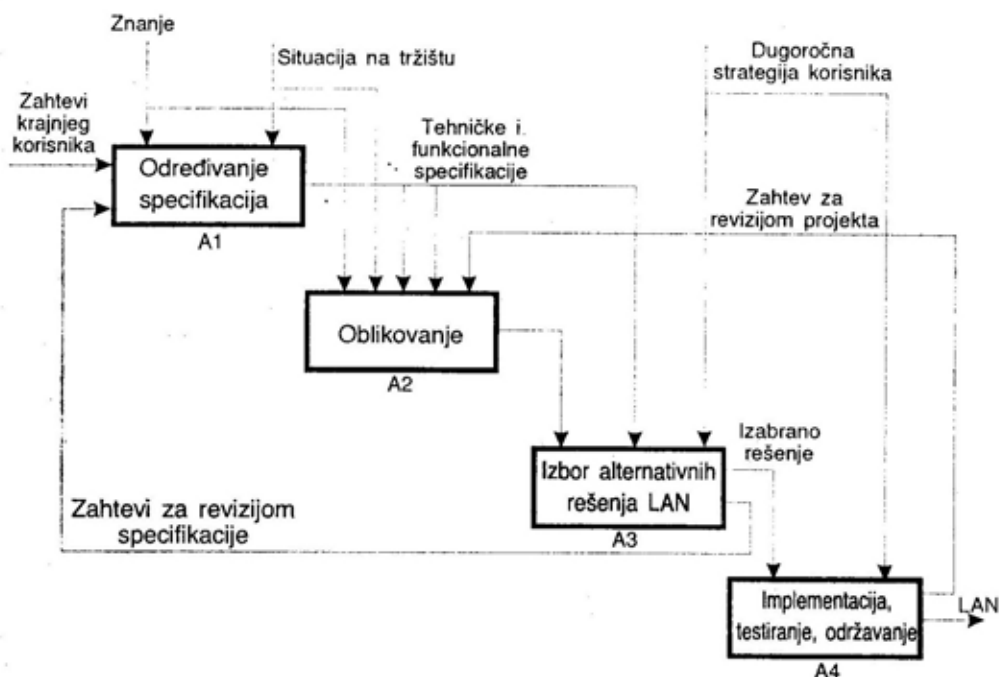 Znanje
Situacija na tržištu
Dugoročna
strategija korisnika
Zahtevi
krajnjeg
korisnika
Tehničke i
funkcionalne
specifikacije
Određivanje
specifikacija
A1
Zahtev za
revizijom projekta
Oblikovanje
A2
Izabrano
rešenje
Izbor alternativnih
rešenja LAN
A3
Zahtevi za revizijom
specifikacije
Implementacija,
testiranje, održavanje
A4
LAN